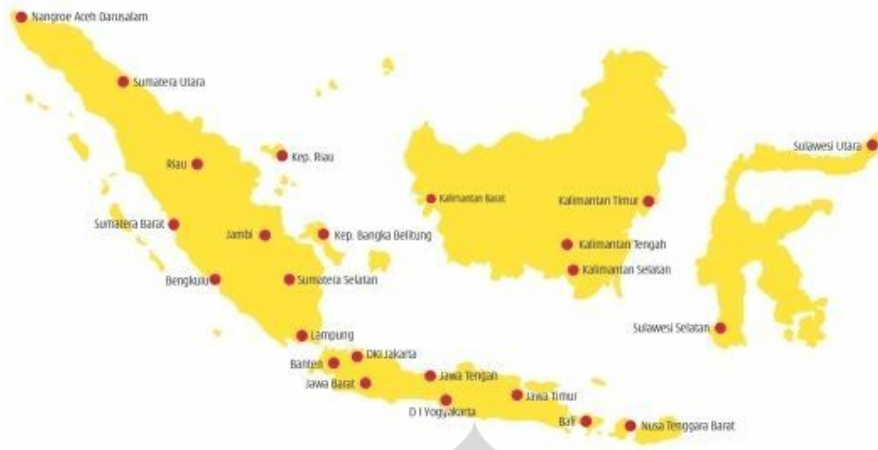 Nangroe Aceh Darusalam
Sumatera Utara
Sulawesi Utara
Kep. Riau
Riau
Kalimantan Barat
Kalimantan Timur
Sumatera Barat
Jambi
Kep. Bangka Belitung
Kalimantan Tengah
Kalimantan Selatan
Bengkulu
Sumatera Selatan
Sulawesi Selatan
Lampung
DKI Jakarta
Banten
Jawa Barat
Jawa Tengah
Jawa Timur
D I Yogyakarta
Bali
Nusa Tenggara Barat